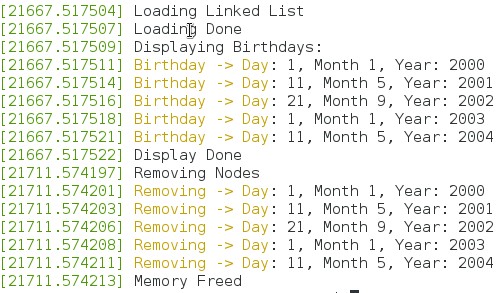 [21667.517504] Loading Linked List
[21667.517507] Loading Done
[21667.517509] Displaying Birthdays:
[21667.517511] Birthday -> Day: 1, Month 1, Year: 2000
[21667.517514] Birthday -> Day: 11, Month 5, Year: 2001
[21667.517516] Birthday -> Day: 21, Month 9, Year: 2002
[21667.517518] Birthday -> Day: 1, Month 1, Year: 2003
[21667.517521] Birthday -> Day: 11, Month 5, Year: 2004
[21667.517522] Display Done
[21711.574197] Removing Nodes
[21711.574201] Removing -> Day: 1, Month 1, Year: 2000
[21711.574203] Removing -> Day: 11, Month 5, Year: 2001
[21711.574206] Removing -> Day: 21, Month 9, Year: 2002
[21711.574208] Removing -> Day: 1, Month 1, Year: 2003
[21711.574211] Removing -> Day: 11, Month 5, Year: 2004
[21711.574213] Memory Freed